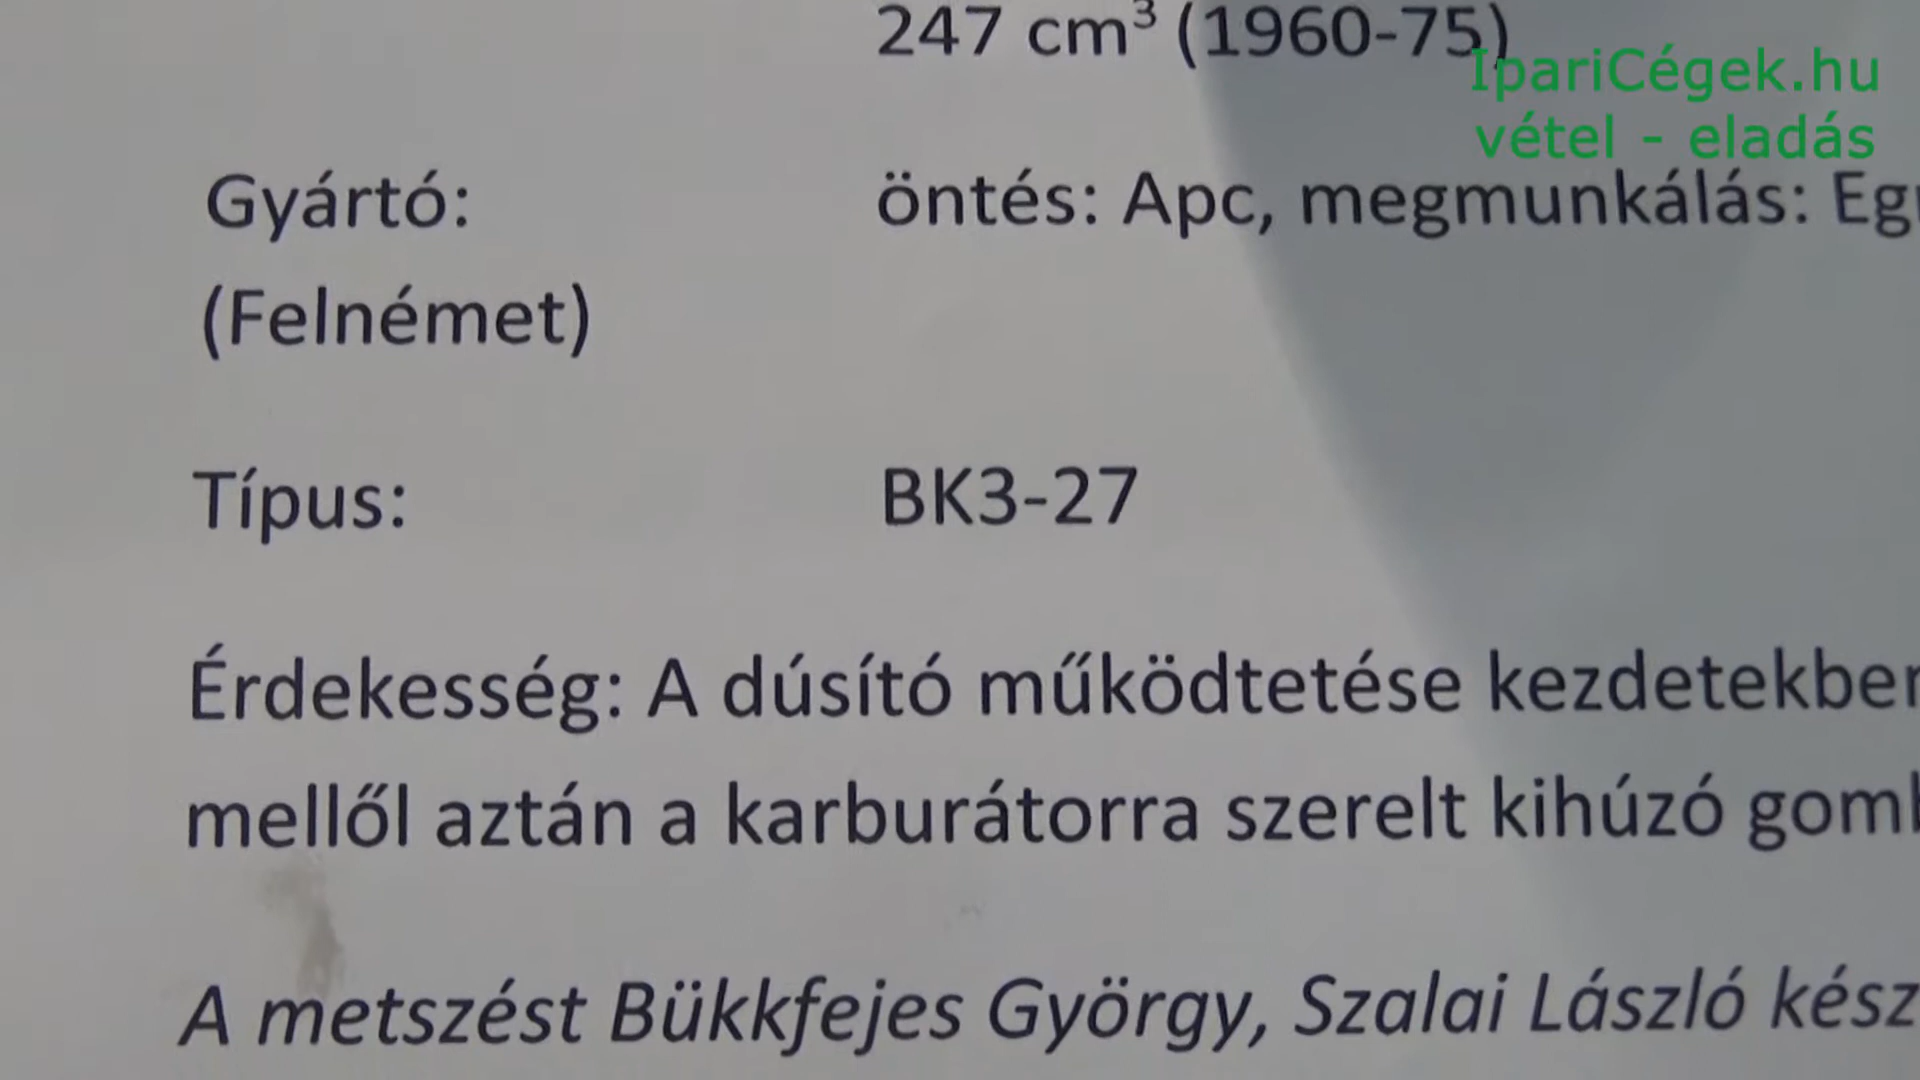 247 cm³ (1960-75)
IpariCégek.hu
vétel - eladás
Gyártó: öntés: Apc, megmunkálás:
(Felnémet)
Típus: BK3-27
Érdekesség: A dúsító működtetése
mellől aztán a karburátorra szerelt kihúzó
A metszést Bükkfejes György, Szalai László